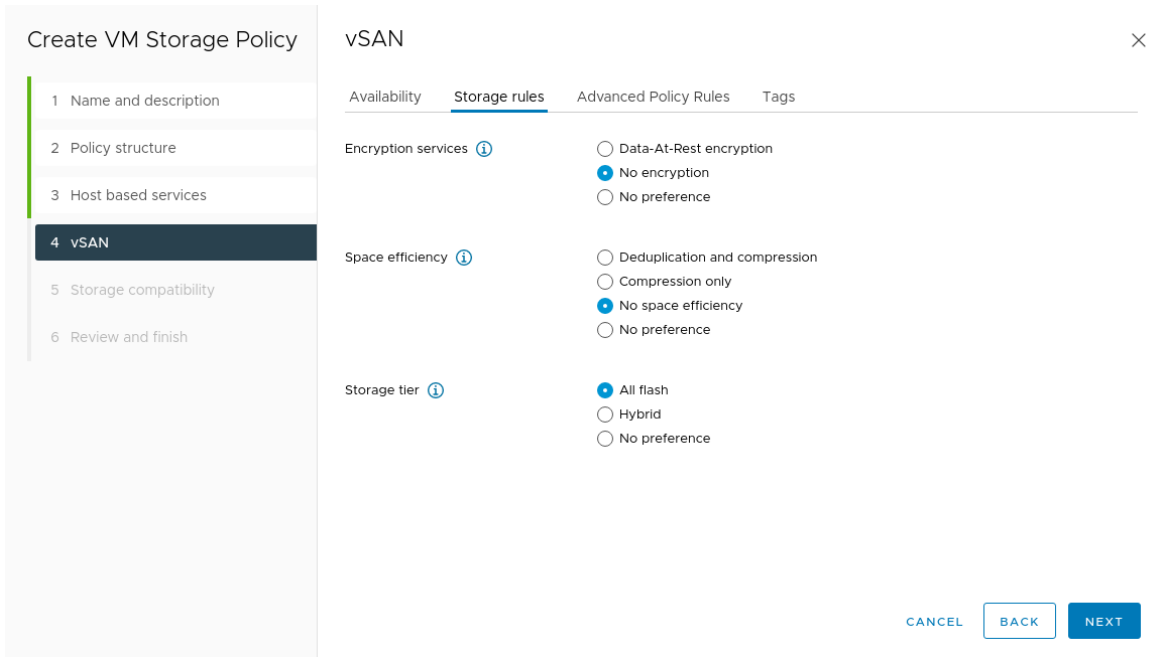 Create VM Storage Policy
1 Name and description
2 Policy structure
3 Host based services
4 vSAN
5 Storage compatibility
6 Review and finish
vSAN
Availability Storage rules Advanced Policy Rules Tags
Encryption services
Data-At-Rest encryption
No encryption
No preference
Space efficiency
Deduplication and compression
Compression only
No space efficiency
No preference
Storage tier
All flash
Hybrid
No preference
CANCEL BACK NEXT